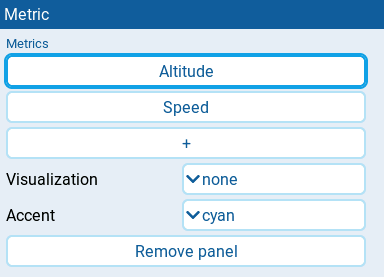 Metric
Metrics
Altitude
Speed
+
Visualization none
Accent cyan
Remove panel